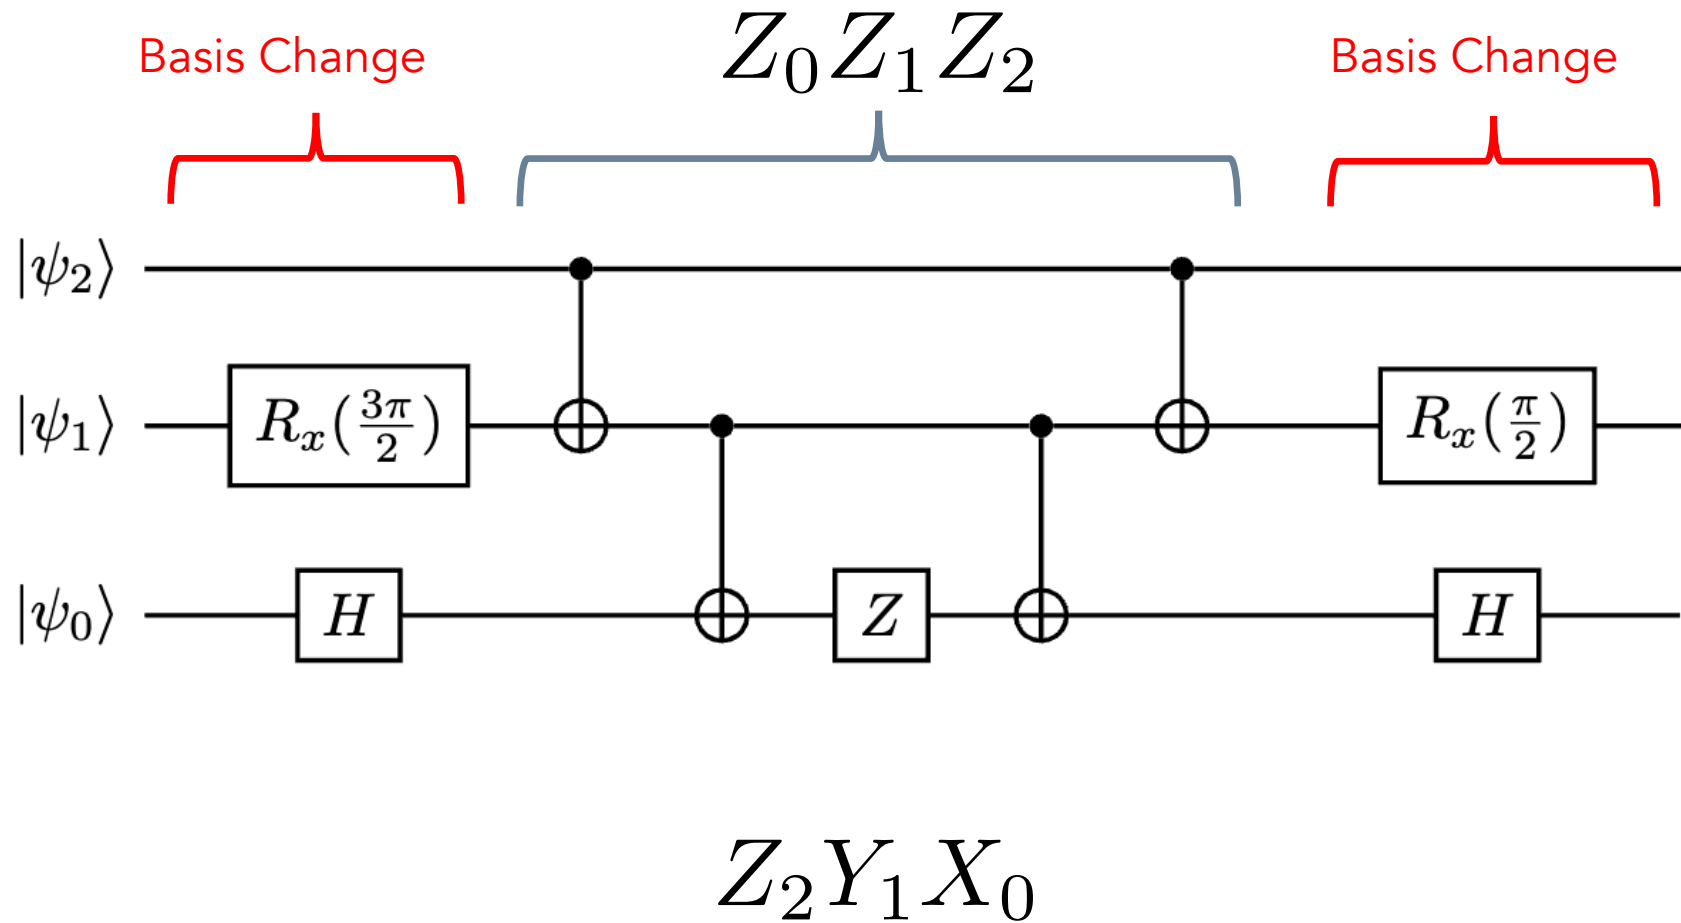 Basis Change Z₀Z₁Z₂ Basis Change
|ψ₂⟩
|ψ₁⟩ Rₓ(3π/2) Rₓ(π/2)
|ψ₀⟩ H Z H
Z₂Y₁X₀